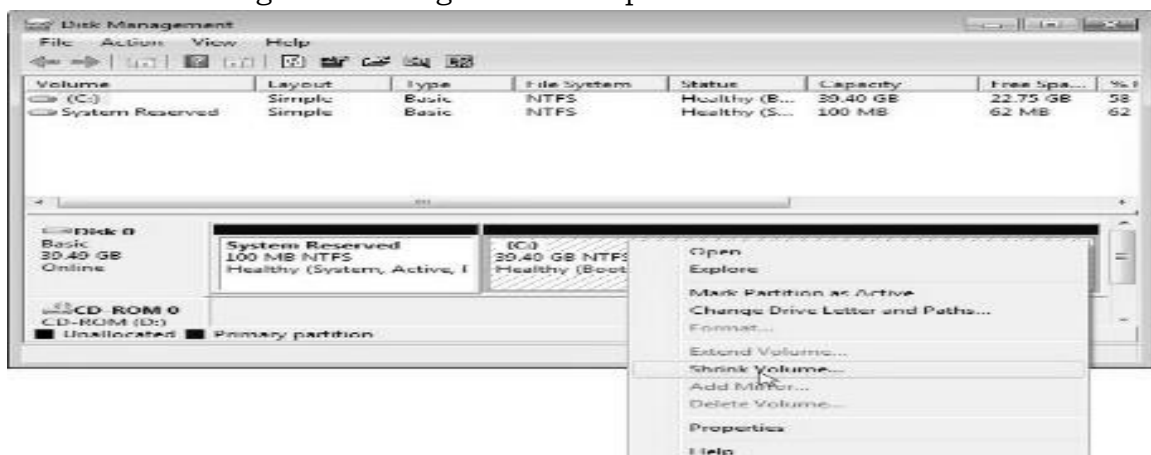 Disk Management
File Action View Help
Volume Layout Type File System Status Capacity Free Spa... %
(C:) Simple Basic NTFS Healthy (B... 39.40 GB 22.75 GB 58
System Reserved Simple Basic NTFS Healthy (S... 100 MB 62 MB 62
Disk 0
Basic
39.49 GB
Online
System Reserved
100 MB NTFS
Healthy (System, Active,
(C:)
39.40 GB NTFS
Healthy (Boot
CD-ROM 0
CD-ROM (D:)
Unallocated Primary partition
Open
Explore
Mark Partition as Active
Change Drive Letter and Paths...
Format...
Extend Volume...
Shrink Volume...
Add Mirror...
Delete Volume...
Properties
Help